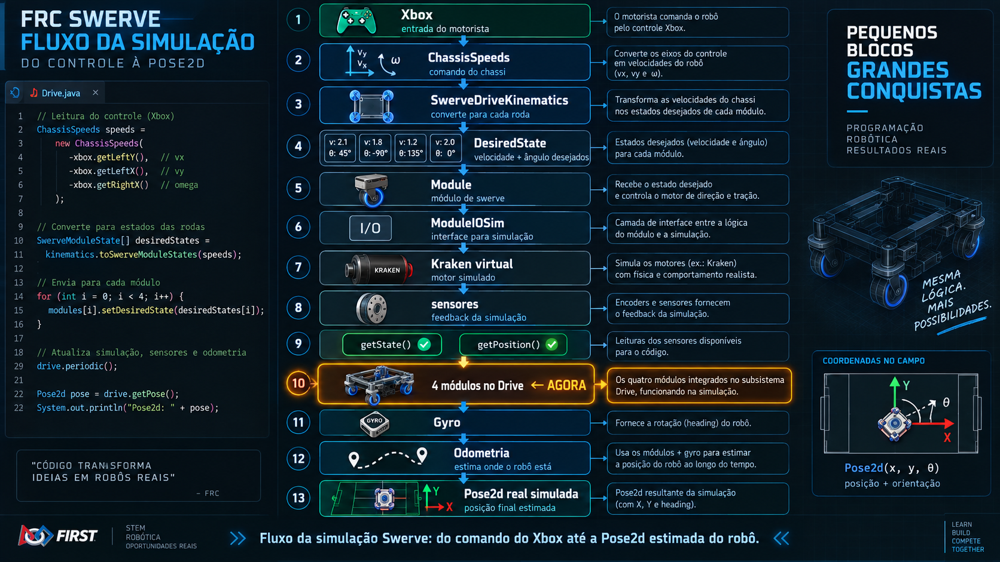 FRC SWERVE
FLUXO DA SIMULAÇÃO
DO CONTROLE À POSE2D
Drive.java ×
1 // Leitura do controle (Xbox)
2 ChassisSpeeds speeds =
3 new ChassisSpeeds(
4 -xbox.getLeftY(), // vx
5 -xbox.getLeftX(), // vy
6 -xbox.getRightX() // omega
7 );
8
9 // Converte para estados das rodas
10 SwerveModuleState[] desiredStates =
11 kinematics.toSwerveModuleStates(speeds);
12
13 // Envia para cada módulo
14 for (int i = 0; i < 4; i++) {
15 modules[i].setDesiredState(desiredStates[i]);
16 }
17
18 // Atualiza simulação, sensores e odometria
29 drive.periodic();
21
22 Pose2d pose = drive.getPose();
22 System.out.println("Pose2d: " + pose);
"CÓDIGO TRANSFORMA
IDEIAS EM ROBÔS REAIS"
– FRC
1
Xbox
entrada do motorista
O motorista comanda o robô
pelo controle Xbox.
2
Vy
Vx
ω
ChassisSpeeds
comando do chassi
Converte os eixos do controle
em velocidades do robô
(vx, vy e ω).
3
SwerveDriveKinematics
converte para cada roda
Transforma as velocidades do chassi
nos estados desejados de cada módulo.
4
v: 2.1
θ: 45°
v: 1.8
θ: -90°
v: 1.2
θ: 135°
v: 2.0
θ: 0°
DesiredState
velocidade + ângulo desejados
Estados desejados (velocidade e ángulo)
para cada módulo.
5
Module
módulo de swerve
Recebe o estado desejado
e controla o motor de direção e tração.
6
I/O
ModuleIOSim
interface para simulação
Camada de interface entre a lógica
do módulo e a simulação.
7
KRAKEN
Kraken virtual
motor simulado
Simula os motores (ex.: Kraken)
com fisica e comportamento realista.
8
sensores
feedback da simulação
Encoders e sensores fornecem
o feedback da simulação.
9
getState()
getPosition()
Leituras dos sensores disponíveis
para o código.
10
4 módulos no Drive ← AGORA
Os quatro módulos integrados no subsistema
Drive, funcionando na simulação.
11
GYRO
Gyro
Fornece a rotação (heading) do robô.
12
Odometria
estima onde o robô está
Usa os módulos + gyro para estimar
a posição do robô ao longo do tempo.
13
Y
X
Pose2d real simulada
posição final estimada
Pose2d resultante da simulação
(com X, Y e heading).
PEQUENOS
BLOCOS
GRANDES
CONQUISTAS
PROGRAMAÇÃO
ROBÓTICA
RESULTADOS REAIS
MESMA
LÓGICA.
MAIS
POSSIBILIDADES.
COORDENADAS NO CAMPO
Y
θ
X
Pose2d(x, y, θ)
posição + orientação
FIRST
STEM
ROBÓTICA
OPORTUNIDADES REAIS
Fluxo da simulação Swerve: do comando do Xbox até a Pose2d estimada do robô.
LEARN
BUILD
COMPETE
TOGETHER